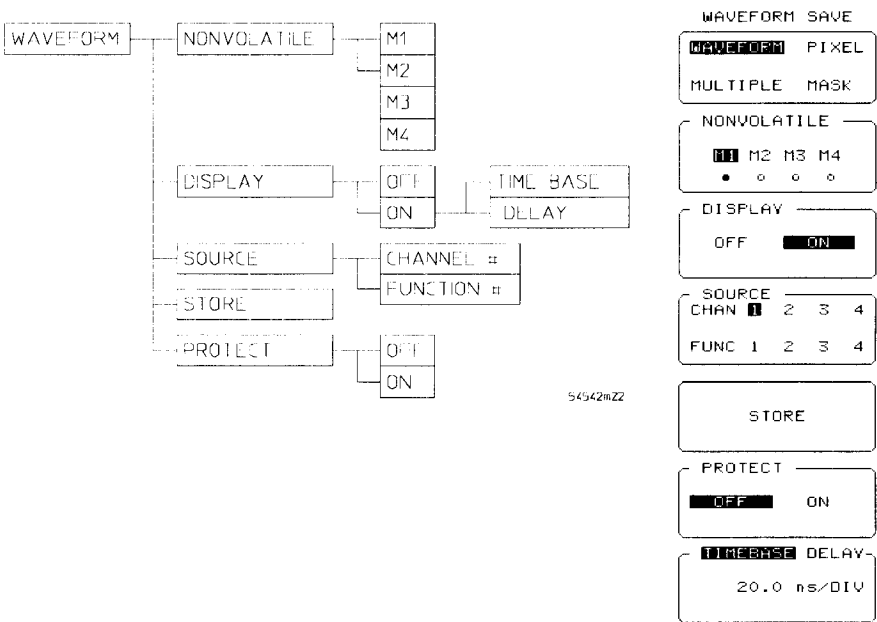 WAVEFORM
NONVOLATILE
M1
M2
M3
M4
DISPLAY
OFF
ON
TIME BASE
DELAY
SOURCE
CHANNEL #
FUNCTION #
STORE
PROTECT
OFF
ON
54542m22
WAVEFORM SAVE
WAVEFORM PIXEL
MULTIPLE MASK
NONVOLATILE
M1 M2 M3 M4
DISPLAY
OFF ON
SOURCE
CHAN 1 2 3 4
FUNC 1 2 3 4
STORE
PROTECT
OFF ON
TIMEBASE DELAY
20.0 ns/DIV